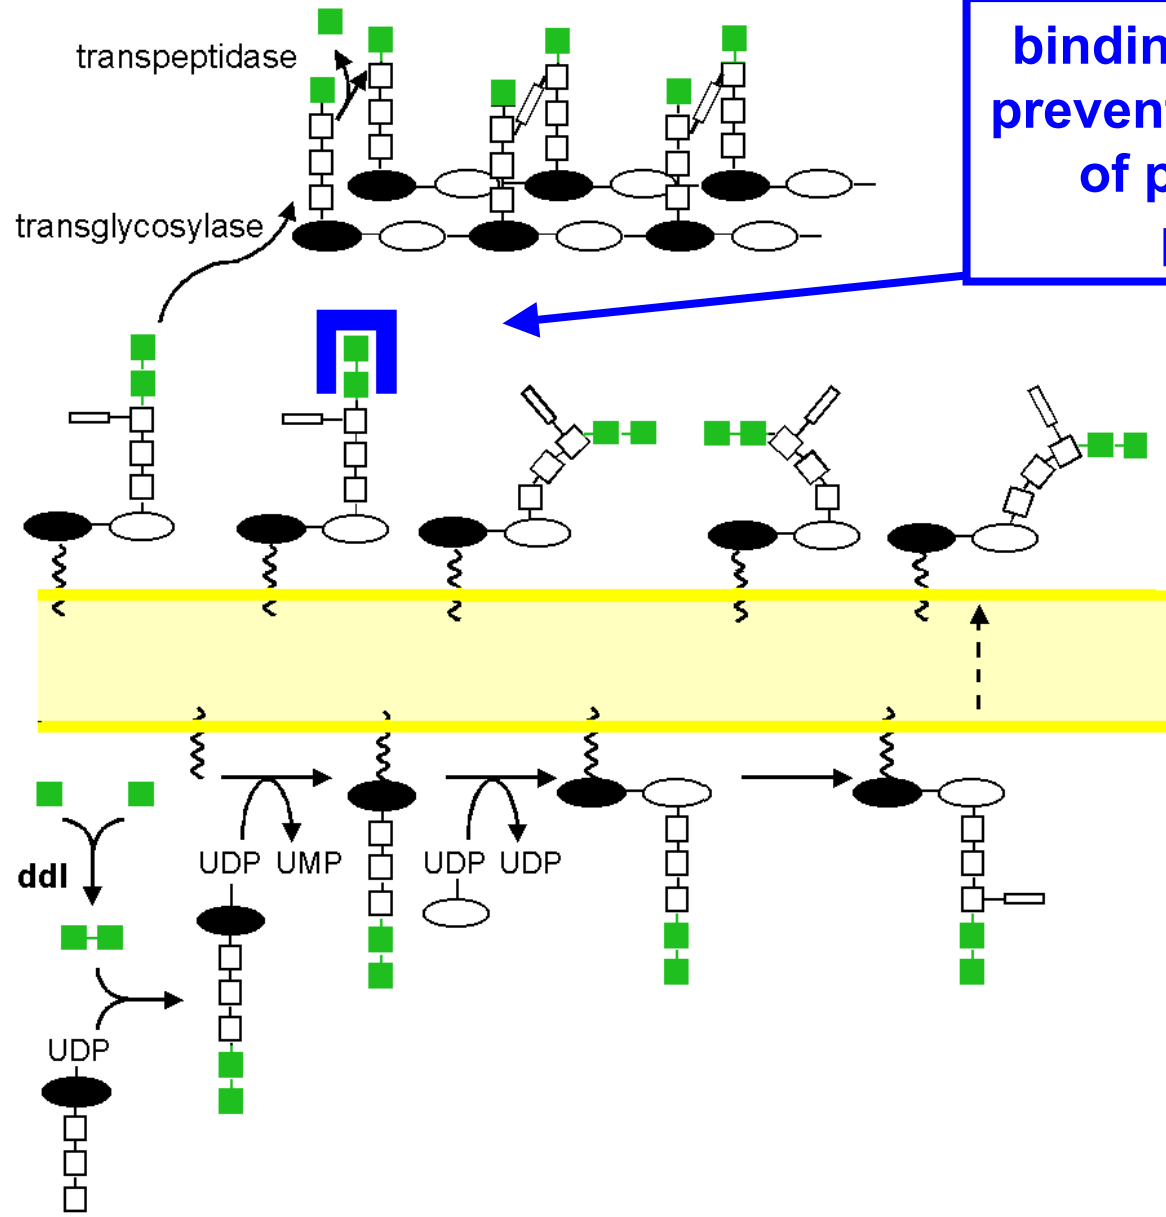 transpeptidase
transglycosylase
bindin
preven
of p
ddl
UDP UMP
UDP UDP
UDP